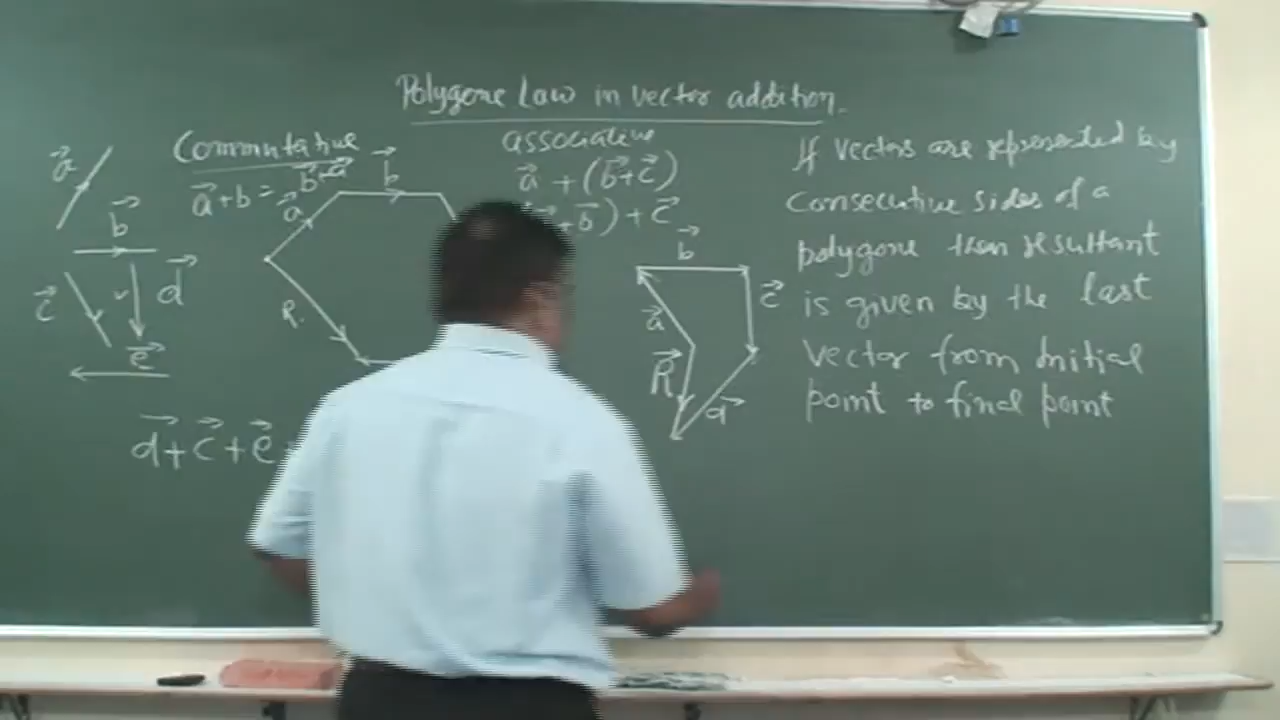 Polygone Law in vector addition.
Commutative
a⃗+b = b⃗+a⃗
associative
a⃗ + (b⃗+c⃗)
+b⃗) + c⃗
If vectors are represented by
Consecutive sides of a
polygone then resultant
is given by the last
vector from initial
point to final point
a⃗
b⃗
c⃗
d⃗
e⃗
a⃗
b⃗
R.
b⃗
a⃗
c⃗
R⃗
d⃗
d⃗+c⃗+e⃗